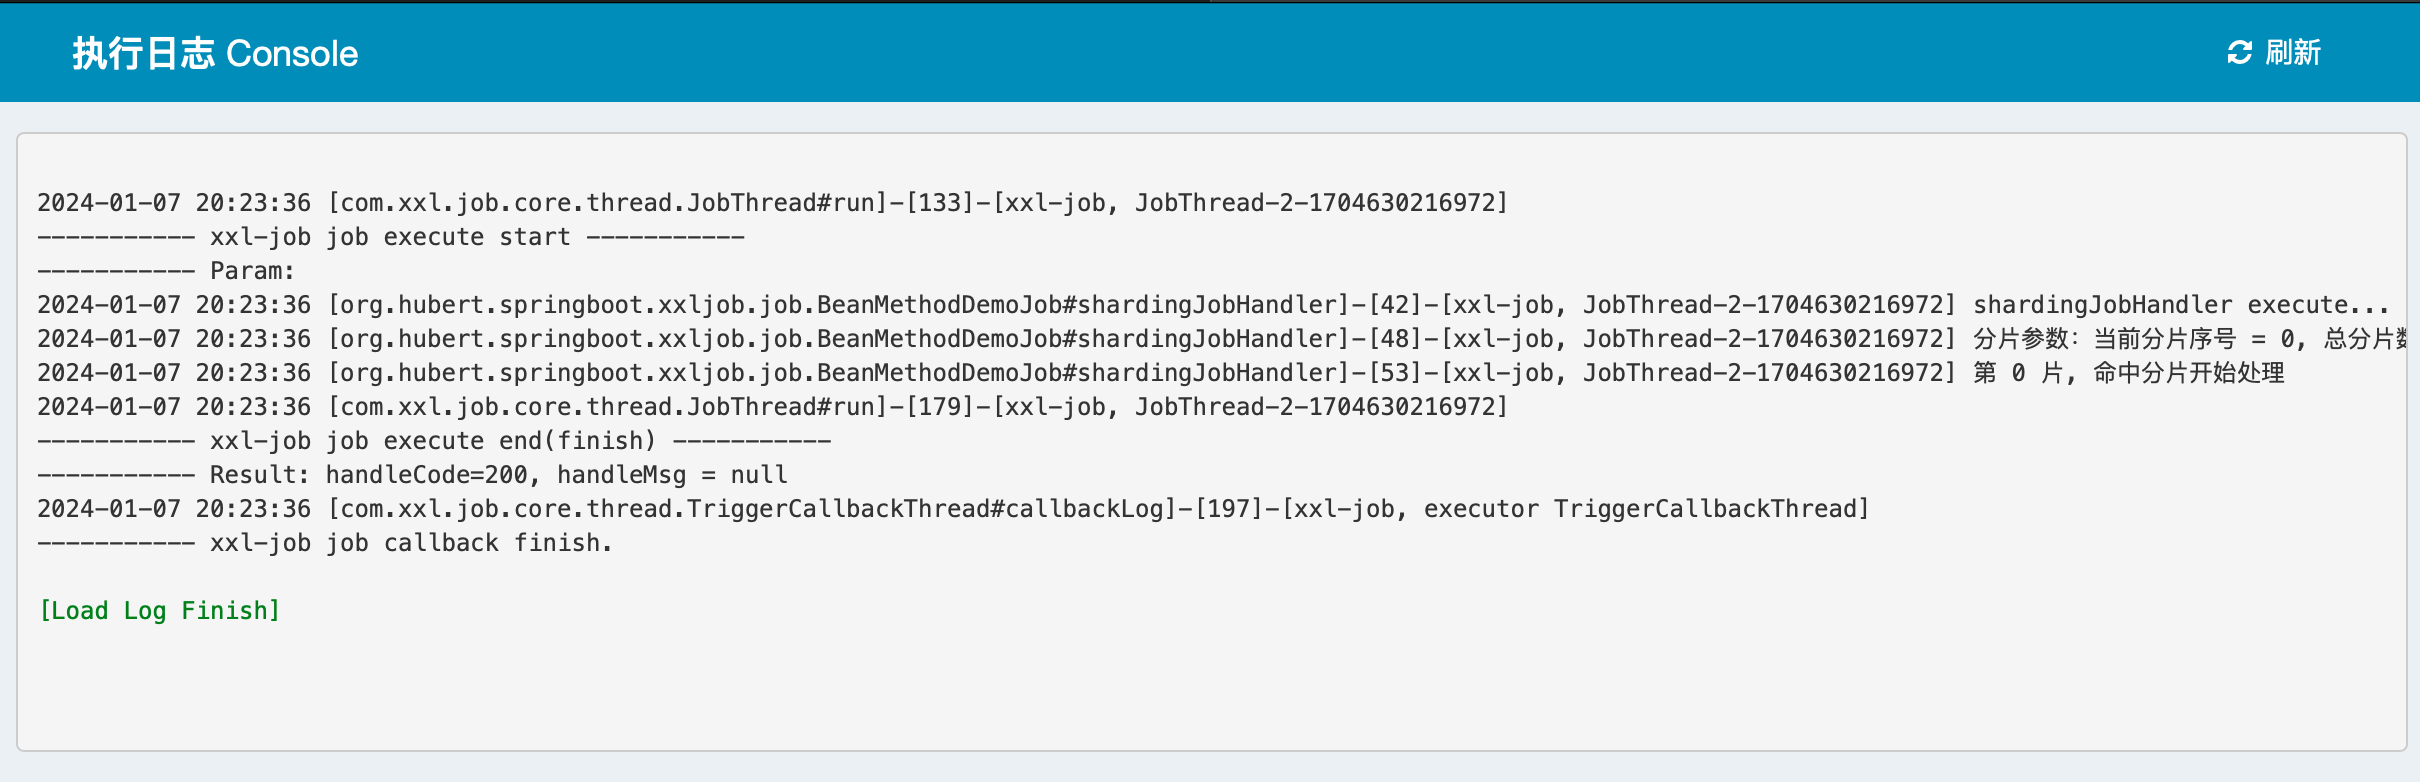 执行日志 Console
刷新
2024-01-07 20:23:36 [com.xxl.job.core.thread.JobThread#run]-[133]-[xxl-job, JobThread-2-1704630216972]
----------- xxl-job job execute start -----------
----------- Param:
2024-01-07 20:23:36 [org.hubert.springboot.xxljob.job.BeanMethodDemoJob#shardingJobHandler]-[42]-[xxl-job, JobThread-2-1704630216972] shardingJobHandler execute...
2024-01-07 20:23:36 [org.hubert.springboot.xxljob.job.BeanMethodDemoJob#shardingJobHandler]-[48]-[xxl-job, JobThread-2-1704630216972] 分片参数：当前分片序号 = 0, 总分片数
2024-01-07 20:23:36 [org.hubert.springboot.xxljob.job.BeanMethodDemoJob#shardingJobHandler]-[53]-[xxl-job, JobThread-2-1704630216972] 第 0 片, 命中分片开始处理
2024-01-07 20:23:36 [com.xxl.job.core.thread.JobThread#run]-[179]-[xxl-job, JobThread-2-1704630216972]
----------- xxl-job job execute end(finish) -----------
----------- Result: handleCode=200, handleMsg = null
2024-01-07 20:23:36 [com.xxl.job.core.thread.TriggerCallbackThread#callbackLog]-[197]-[xxl-job, executor TriggerCallbackThread]
----------- xxl-job job callback finish.
[Load Log Finish]